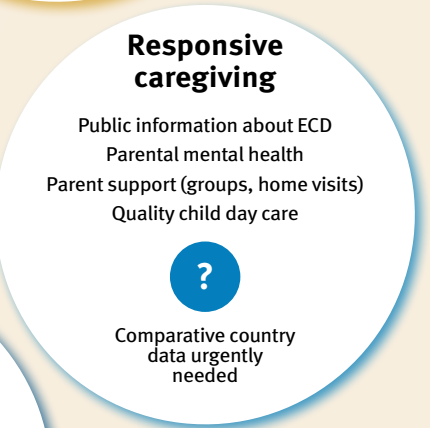 Responsive
caregiving
Public information about ECD
Parental mental health
Parent support (groups, home visits)
Quality child day care
?
Comparative country
data urgently
needed